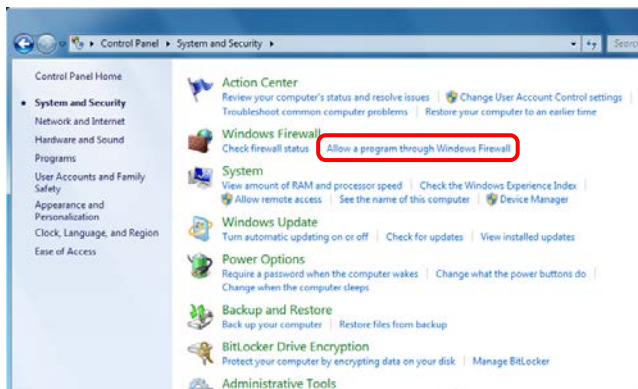 Control Panel ▸ System and Security ▸
Control Panel Home
System and Security
Network and Internet
Hardware and Sound
Programs
User Accounts and Family
Safety
Appearance and
Personalization
Clock, Language, and Region
Ease of Access
Action Center
Review your computer's status and resolve issues | Change User Account Control settings |
Troubleshoot common computer problems | Restore your computer to an earlier time
Windows Firewall
Check firewall status | Allow a program through Windows Firewall
System
View amount of RAM and processor speed | Check the Windows Experience Index |
Allow remote access | See the name of this computer | Device Manager
Windows Update
Turn automatic updating on or off | Check for updates | View installed updates
Power Options
Require a password when the computer wakes | Change what the power buttons do |
Change when the computer sleeps
Backup and Restore
Back up your computer | Restore files from backup
BitLocker Drive Encryption
Protect your computer by encrypting data on your disk | Manage BitLocker
Administrative Tools